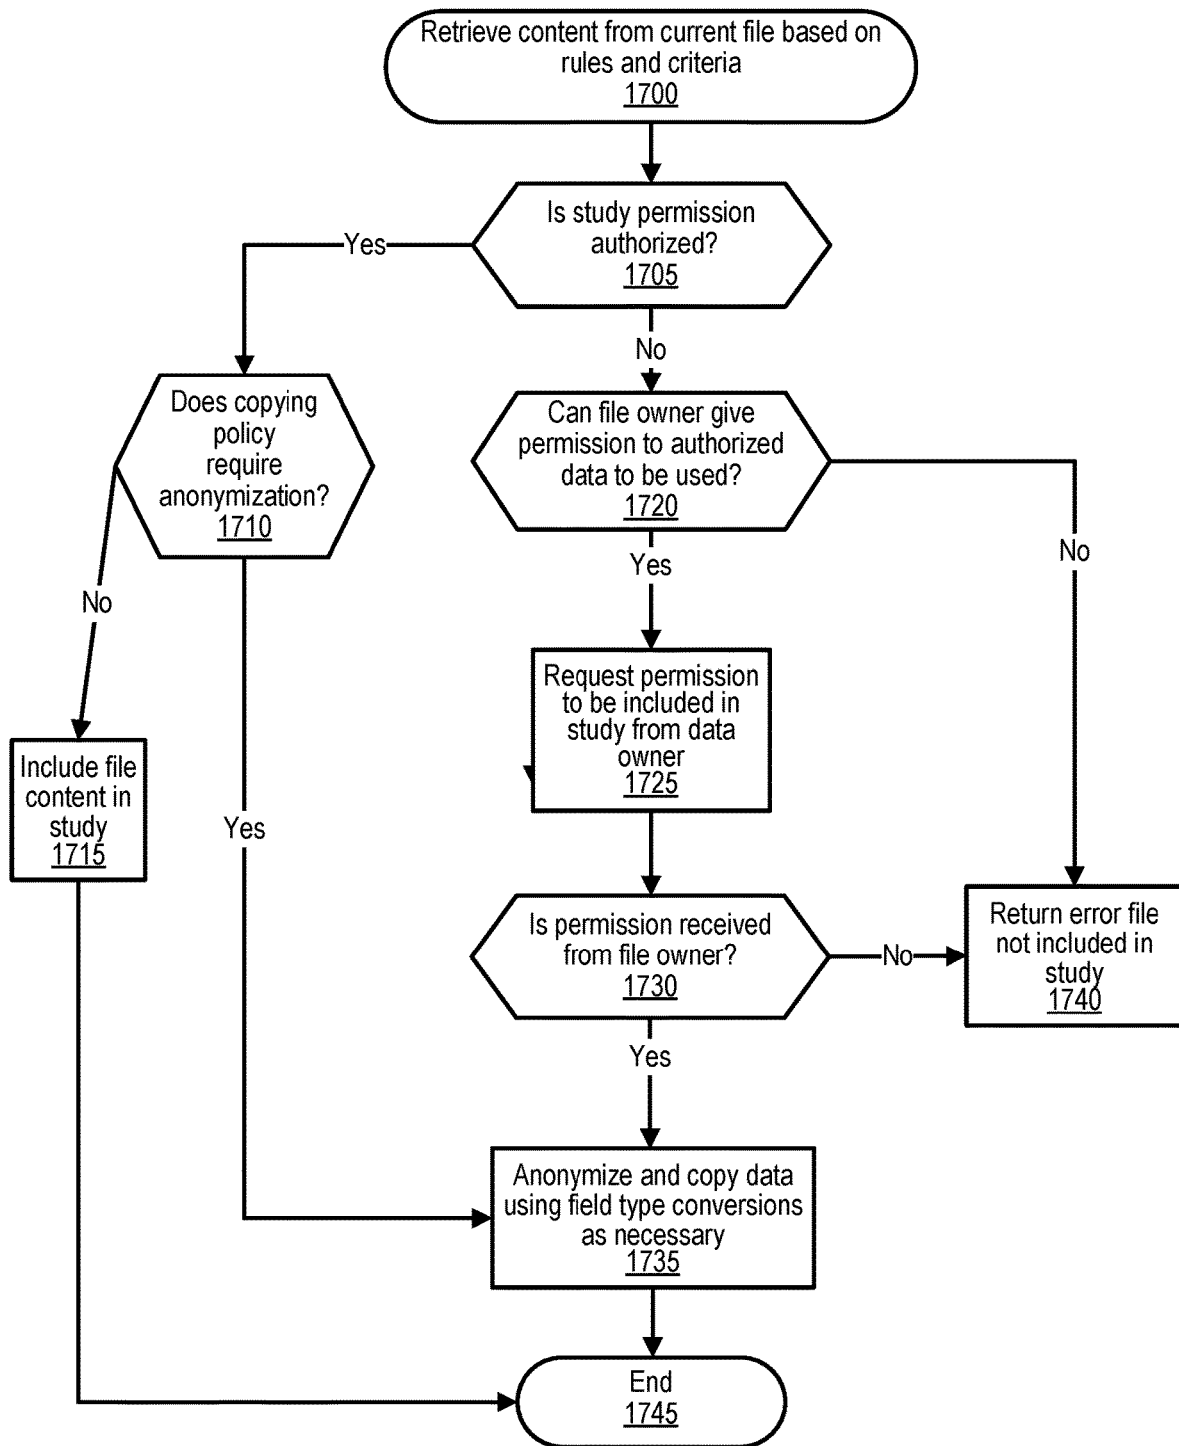 Retrieve content from current file based on
rules and criteria
1700
Is study permission
authorized?
1705
Yes
No
Does copying
policy
require
anonymization?
1710
Can file owner give
permission to authorized
data to be used?
1720
No
Yes
No
Request permission
to be included in
study from data
owner
1725
Include file
content in
study
1715
Yes
Is permission received
from file owner?
1730
No
Return error file
not included in
study
1740
Yes
Anonymize and copy data
using field type conversions
as necessary
1735
End
1745